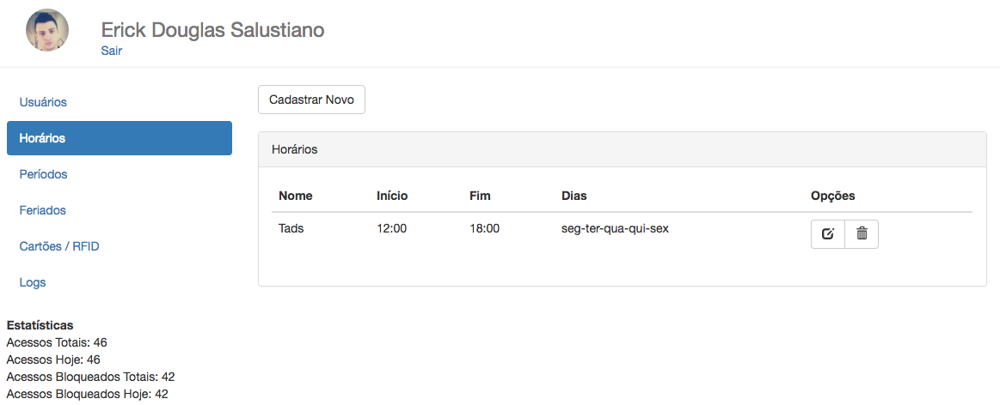 Erick Douglas Salustiano
Sair
Usuários
Horários
Períodos
Feriados
Cartões / RFID
Logs
Estatísticas
Acessos Totais: 46
Acessos Hoje: 46
Acessos Bloqueados Totais: 42
Acessos Bloqueados Hoje: 42
Cadastrar Novo
Horários
Nome Início Fim Dias Opções
Tads 12:00 18:00 seg-ter-qua-qui-sex